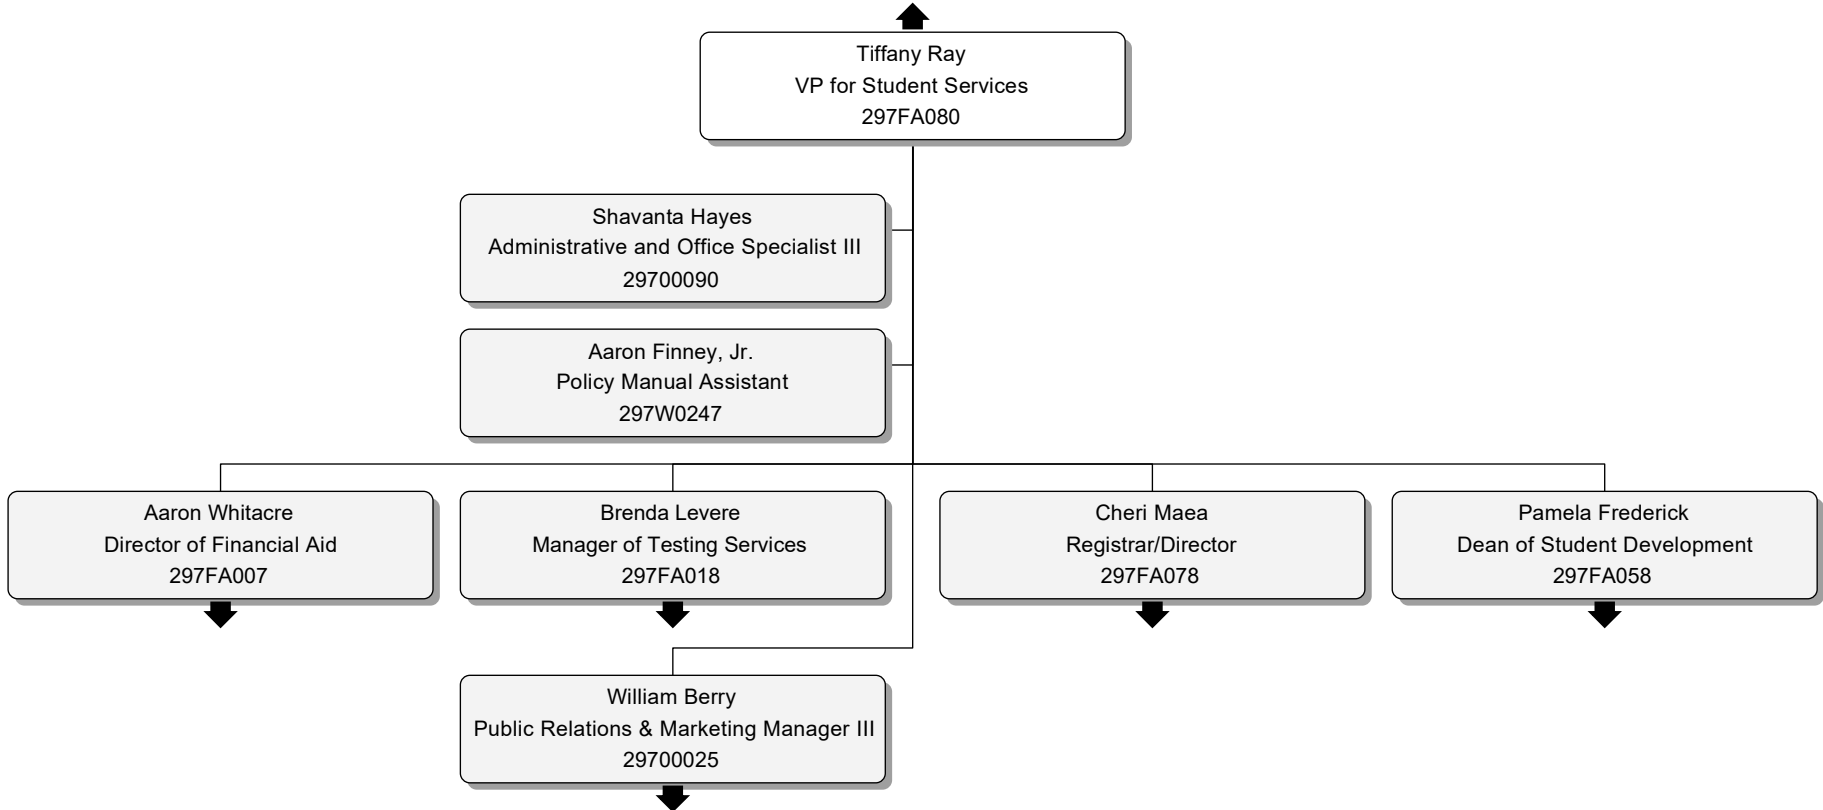 Tiffany Ray
VP for Student Services
297FA080
Shavanta Hayes
Administrative and Office Specialist III
29700090
Aaron Finney, Jr.
Policy Manual Assistant
297W0247
Aaron Whitacre
Director of Financial Aid
297FA007
Brenda Levere
Manager of Testing Services
297FA018
Cheri Maea
Registrar/Director
297FA078
Pamela Frederick
Dean of Student Development
297FA058
William Berry
Public Relations & Marketing Manager III
29700025